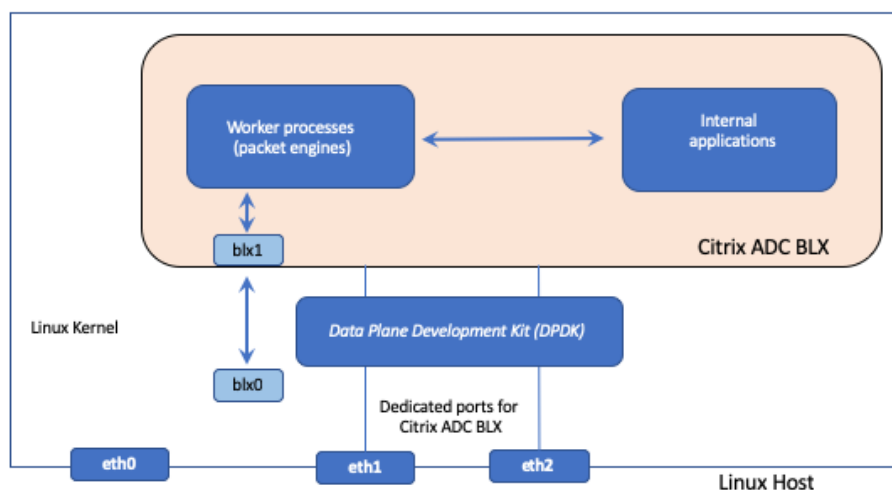 Worker processes
(packet engines)
Internal
applications
blx1
Citrix ADC BLX
Linux Kernel
Data Plane Development Kit (DPDK)
blx0
Dedicated ports for
Citrix ADC BLX
eth0
eth1
eth2
Linux Host